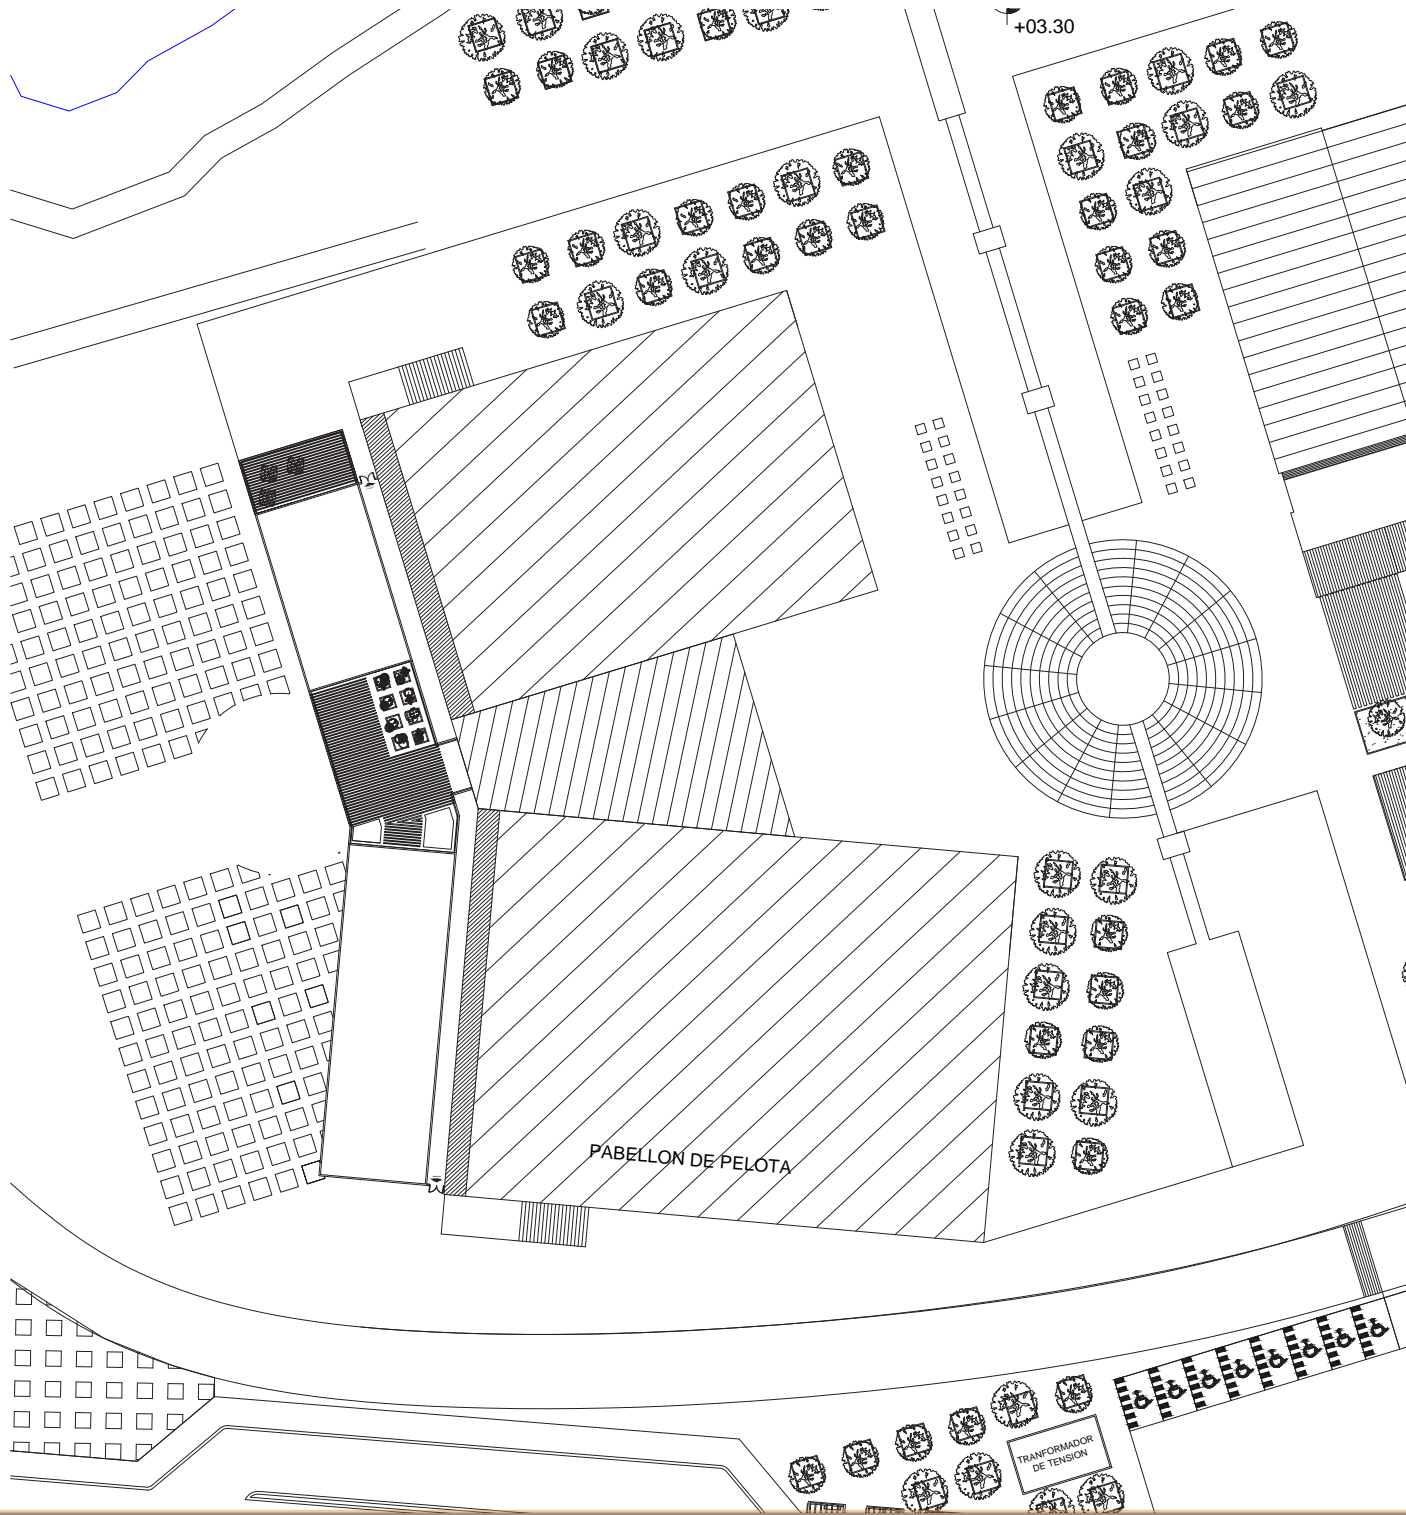 +03.30
PABELLON DE PELOTA
TRANFORMADOR
DE TENSION